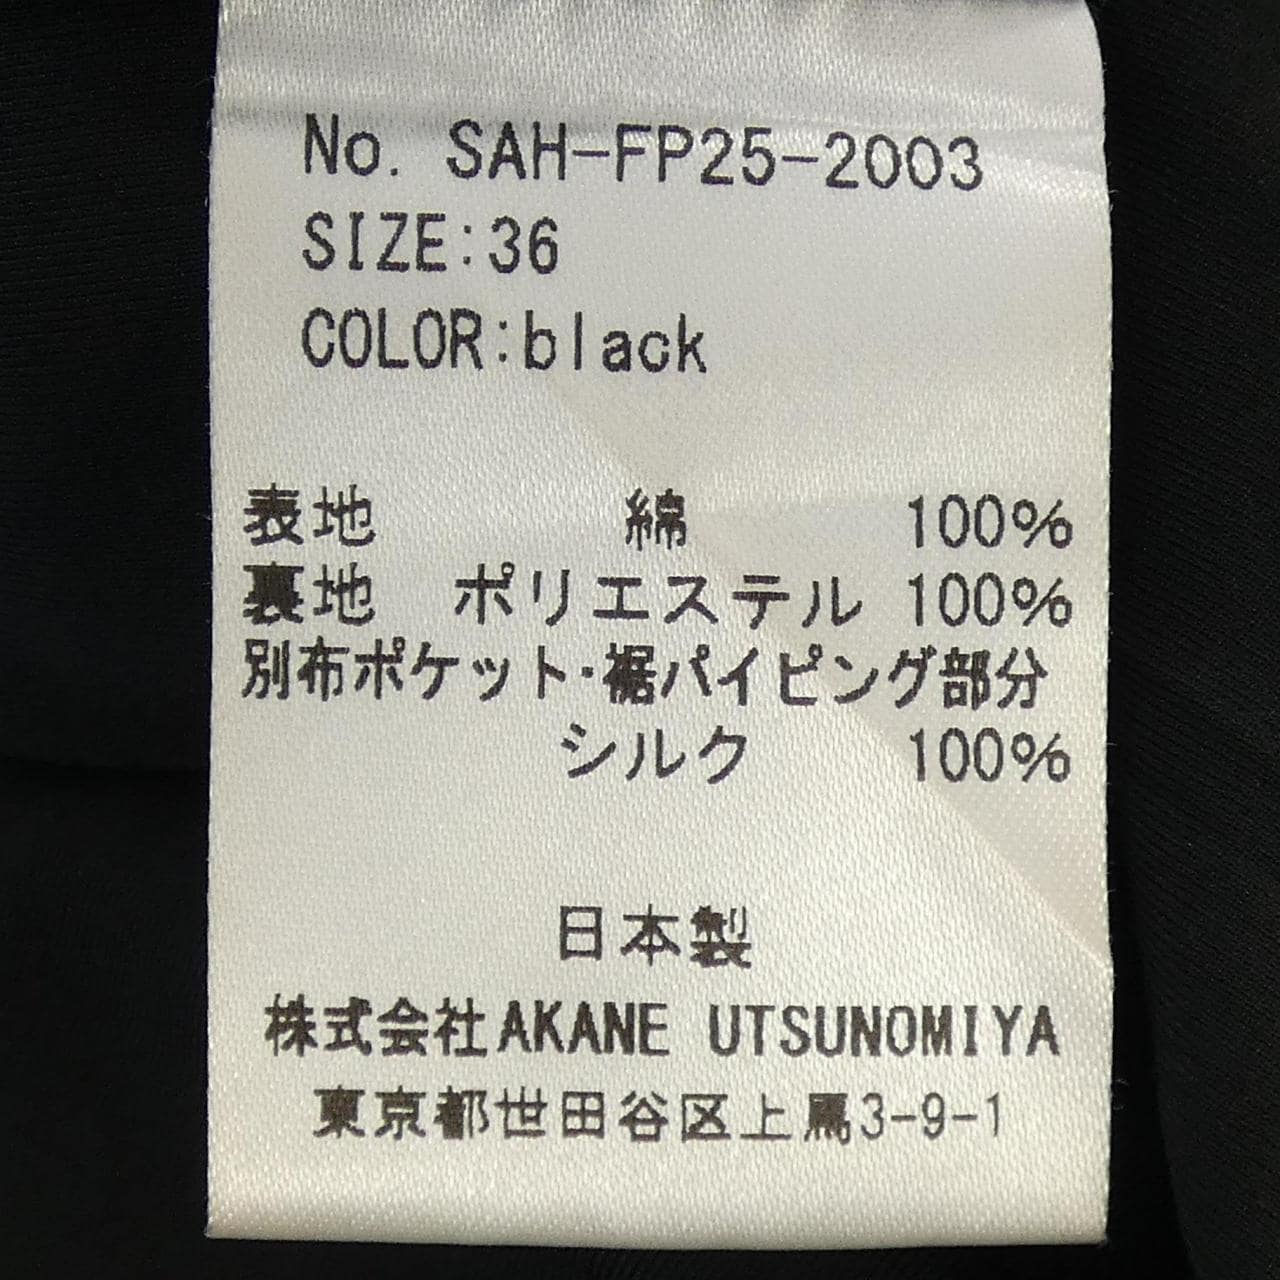 No. SAH-FP25-2003
SIZE:36
COLOR:black
表地 綿 100%
裏地 ポリエステル 100%
別布ポケット・裾パイピング部分
シルク 100%
日本製
株式会社AKANE UTSUNOMIYA
東京都世田谷区上馬3-9-1